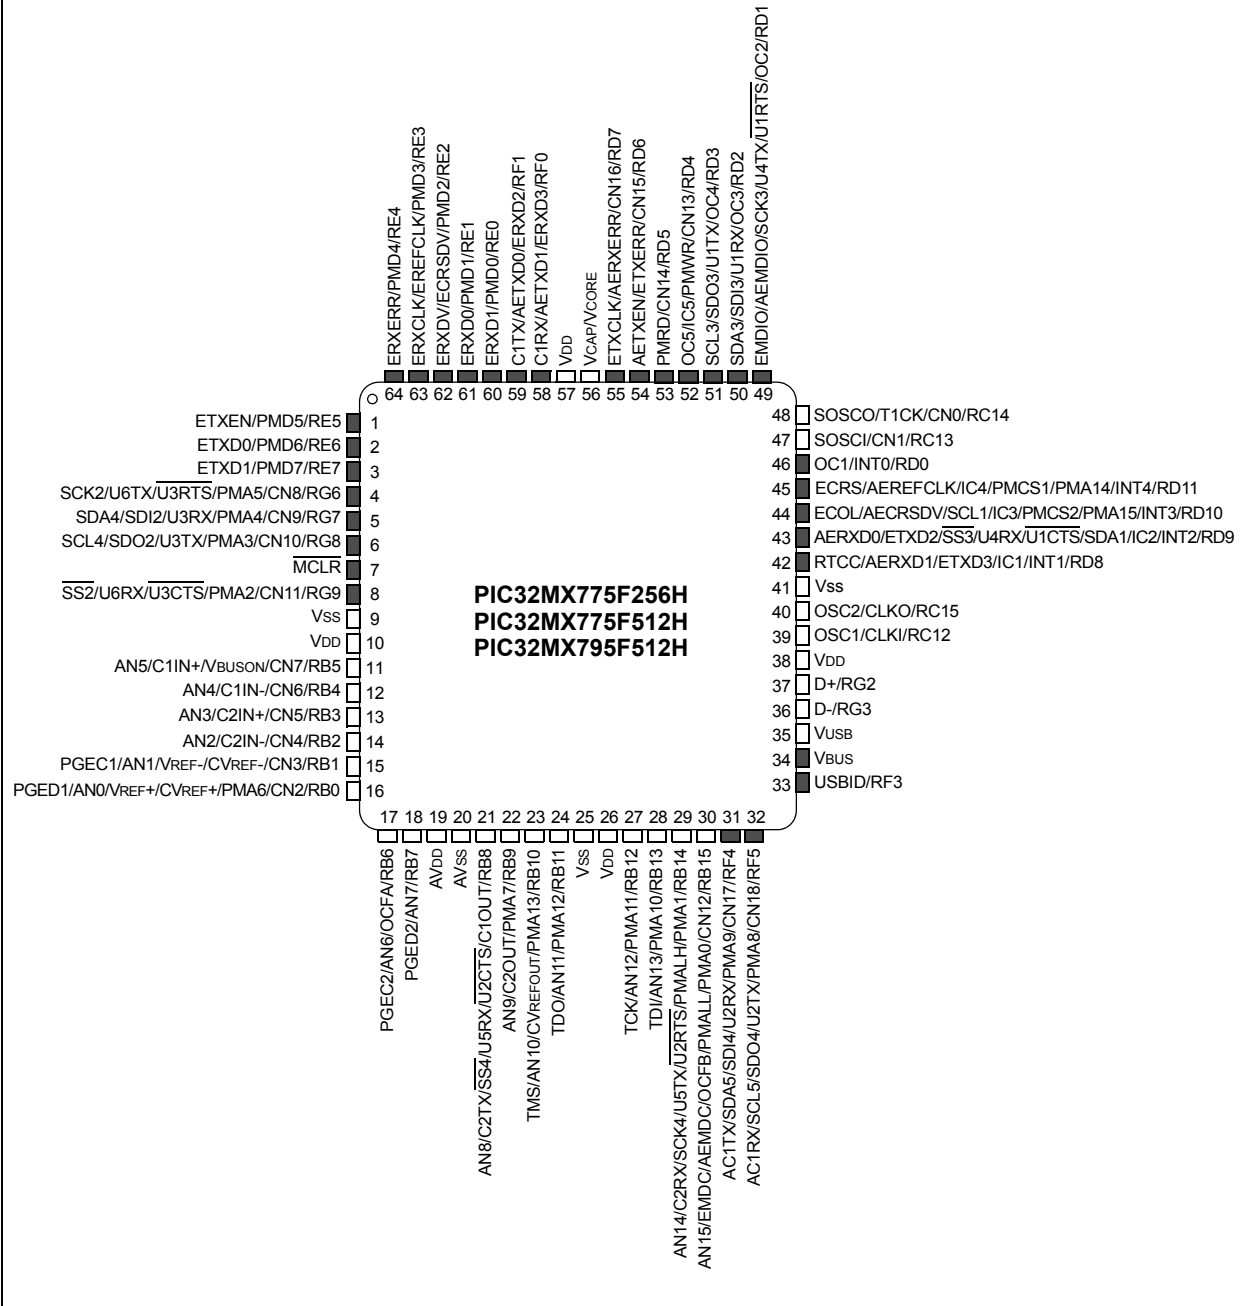 ERXERR/PMD4/RE4
ERXCLK/EREFCLK/PMD3/RE3
ERXDV/ECRSDV/PMD2/RE2
ERXD0/PMD1/RE1
ERXD1/PMD0/RE0
C1TX/AETXD0/ERXD2/RF1
C1RX/AETXD1/ERXD3/RF0
VDD
VCAP/VCORE
ETXCLK/AERXERR/CN16/RD7
AETXEN/ETXERR/CN15/RD6
PMRD/CN14/RD5
OC5/IC5/PMWR/CN13/RD4
SCL3/SDO3/U1TX/OC4/RD3
SDA3/SDI3/U1RX/OC3/RD2
EMDIO/AEMDIO/SCK3/U4TX/U1RTS/OC2/RD1
64 63 62 61 60 59 58 57 56 55 54 53 52 51 50 49
ETXEN/PMD5/RE5 1
ETXD0/PMD6/RE6 2
ETXD1/PMD7/RE7 3
SCK2/U6TX/U3RTS/PMA5/CN8/RG6 4
SDA4/SDI2/U3RX/PMA4/CN9/RG7 5
SCL4/SDO2/U3TX/PMA3/CN10/RG8 6
MCLR 7
SS2/U6RX/U3CTS/PMA2/CN11/RG9 8
VSS 9
VDD 10
AN5/C1IN+/VBUSON/CN7/RB5 11
AN4/C1IN-/CN6/RB4 12
AN3/C2IN+/CN5/RB3 13
AN2/C2IN-/CN4/RB2 14
PGEC1/AN1/VREF-/CVREF-/CN3/RB1 15
PGED1/AN0/VREF+/CVREF+/PMA6/CN2/RB0 16
PIC32MX775F256H
PIC32MX775F512H
PIC32MX795F512H
48 SOSCO/T1CK/CN0/RC14
47 SOSCI/CN1/RC13
46 OC1/INT0/RD0
45 ECRS/AEREFCLK/IC4/PMCS1/PMA14/INT4/RD11
44 ECOL/AECRSDV/SCL1/IC3/PMCS2/PMA15/INT3/RD10
43 AERXD0/ETXD2/SS3/U4RX/U1CTS/SDA1/IC2/INT2/RD9
42 RTCC/AERXD1/ETXD3/IC1/INT1/RD8
41 Vss
40 OSC2/CLKO/RC15
39 OSC1/CLKI/RC12
38 VDD
37 D+/RG2
36 D-/RG3
35 VUSB
34 VBUS
33 USBID/RF3
17 18 19 20 21 22 23 24 25 26 27 28 29 30 31 32
PGEC2/AN6/OCFA/RB6
PGED2/AN7/RB7
AVDD
AVSS
AN8/C2TX/SS4/U5RX/U2CTS/C1OUT/RB8
AN9/C2OUT/PMA7/RB9
TMS/AN10/CVREFOUT/PMA13/RB10
TDO/AN11/PMA12/RB11
VSS
VDD
TCK/AN12/PMA11/RB12
TDI/AN13/PMA10/RB13
AN14/C2RX/SCK4/U5TX/U2RTS/PMALH/PMA1/RB14
AN15/EMDC/AEMDC/OCFB/PMALL/PMA0/CN12/RB15
AC1TX/SDA5/SDI4/U2RX/PMA9/CN17/RF4
AC1RX/SCL5/SDO4/U2TX/PMA8/CN18/RF5